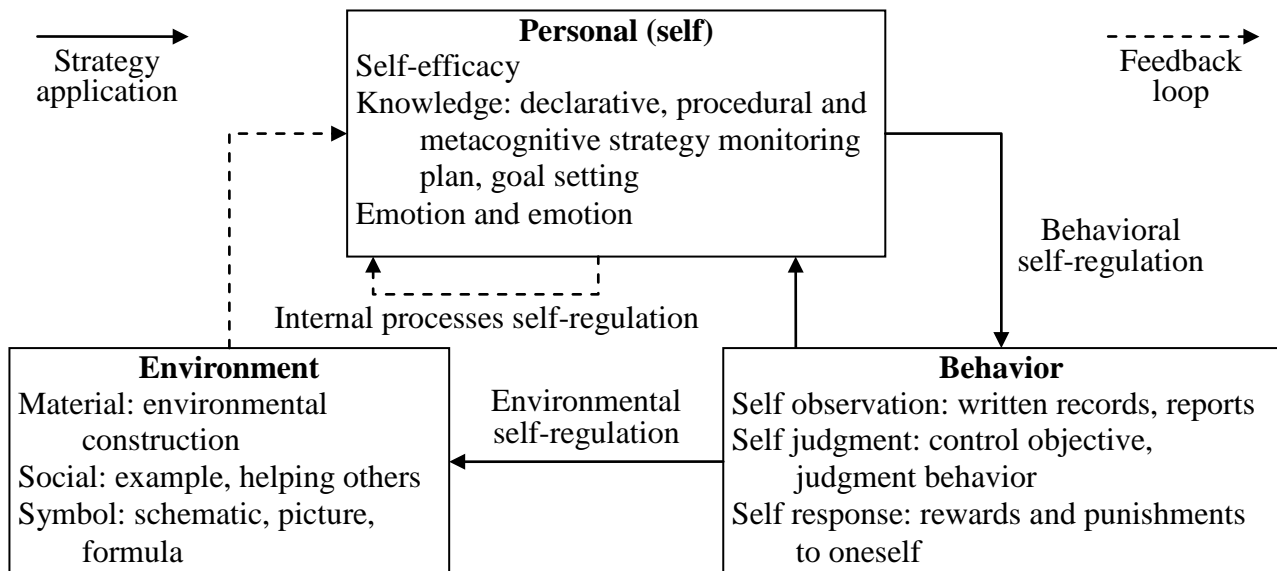 Strategy
application
Personal (self)
Self-efficacy
Knowledge: declarative, procedural and
metacognitive strategy monitoring
plan, goal setting
Emotion and emotion
Feedback
loop
Behavioral
self-regulation
Internal processes self-regulation
Environment
Material: environmental
construction
Social: example, helping others
Symbol: schematic, picture,
formula
Environmental
self-regulation
Behavior
Self observation: written records, reports
Self judgment: control objective,
judgment behavior
Self response: rewards and punishments
to oneself